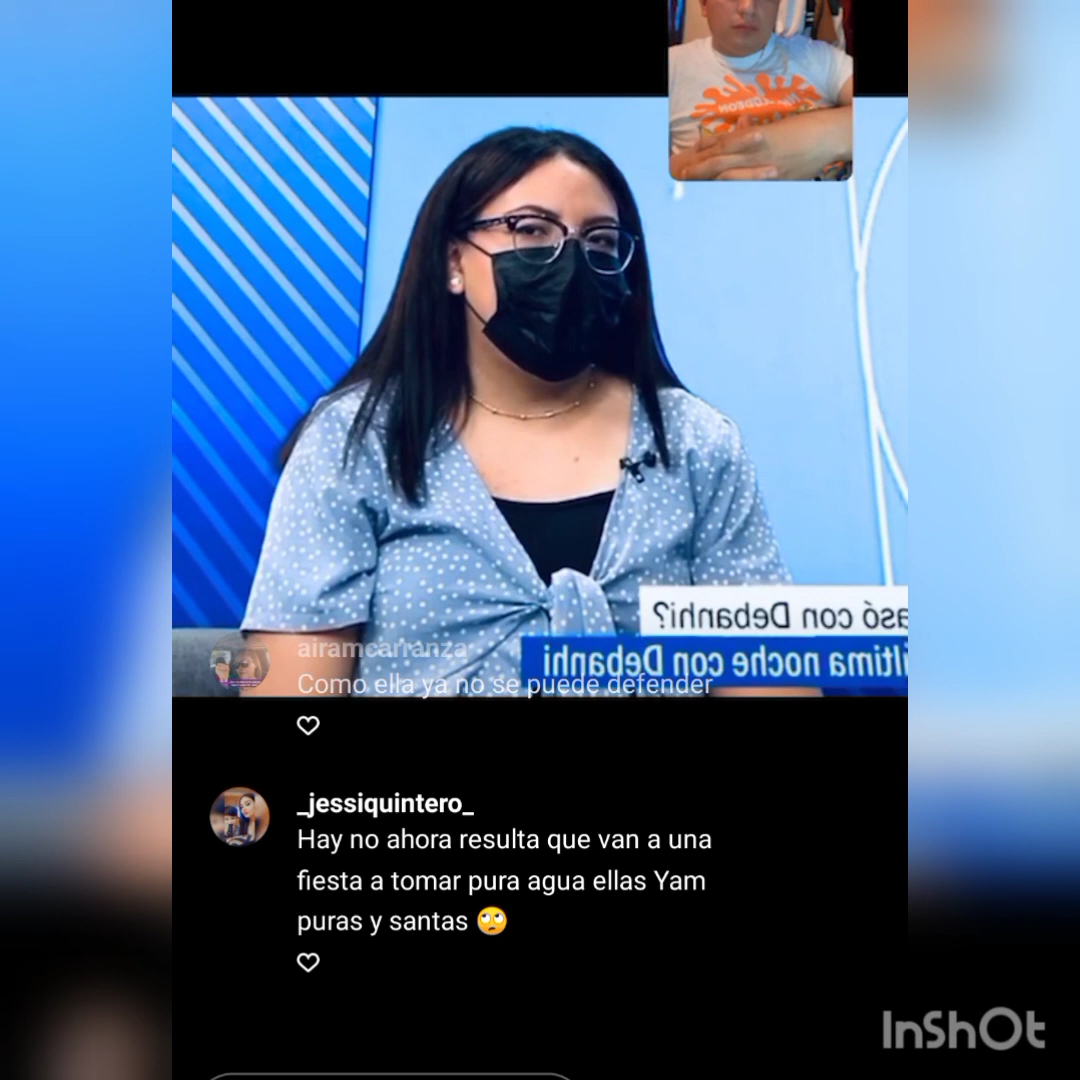 asó con Debanhi?
última noche con Debanhi
airamcarranza
Como ella ya no se puede defender
_jessiquintero_
Hay no ahora resulta que van a una
fiesta a tomar pura agua ellas Yam
puras y santas 🙄
InShOt